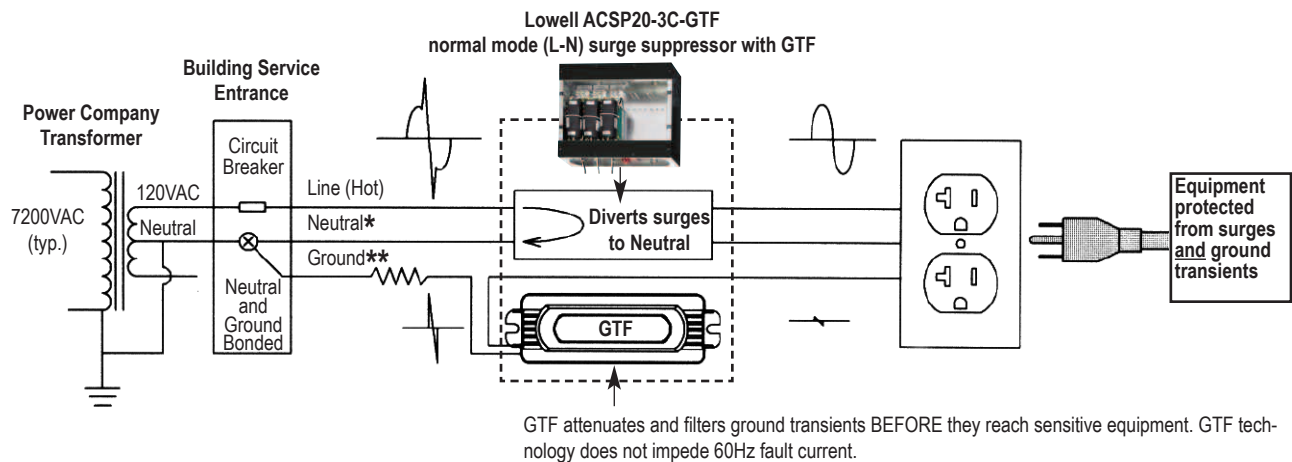 Lowell ACSP20-3C-GTF
normal mode (L-N) surge suppressor with GTF
Building Service
Entrance
Power Company
Transformer
Circuit
Breaker
120VAC
Line (Hot)
7200VAC
(typ.)
Neutral
Neutral*
Ground**
Neutral
and
Ground
Bonded
Diverts surges
to Neutral
GTF
Equipment
protected
from surges
and ground
transients
GTF attenuates and filters ground transients BEFORE they reach sensitive equipment. GTF tech-
nology does not impede 60Hz fault current.